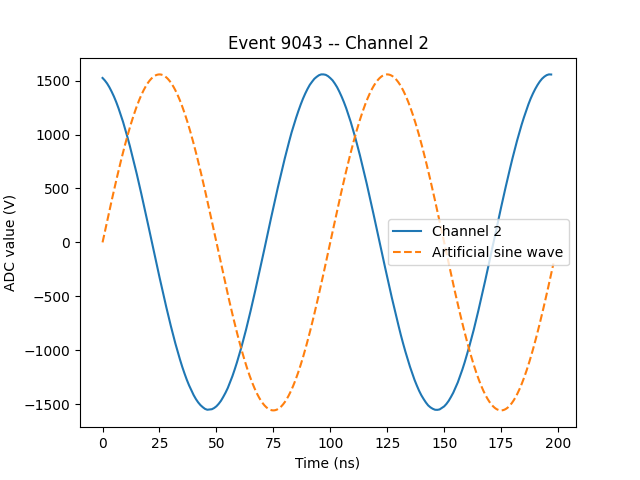 Event 9043 -- Channel 2
ADC value (V)
1500
1000
500
0
−500
−1000
−1500
Channel 2
Artificial sine wave
0 25 50 75 100 125 150 175 200
Time (ns)